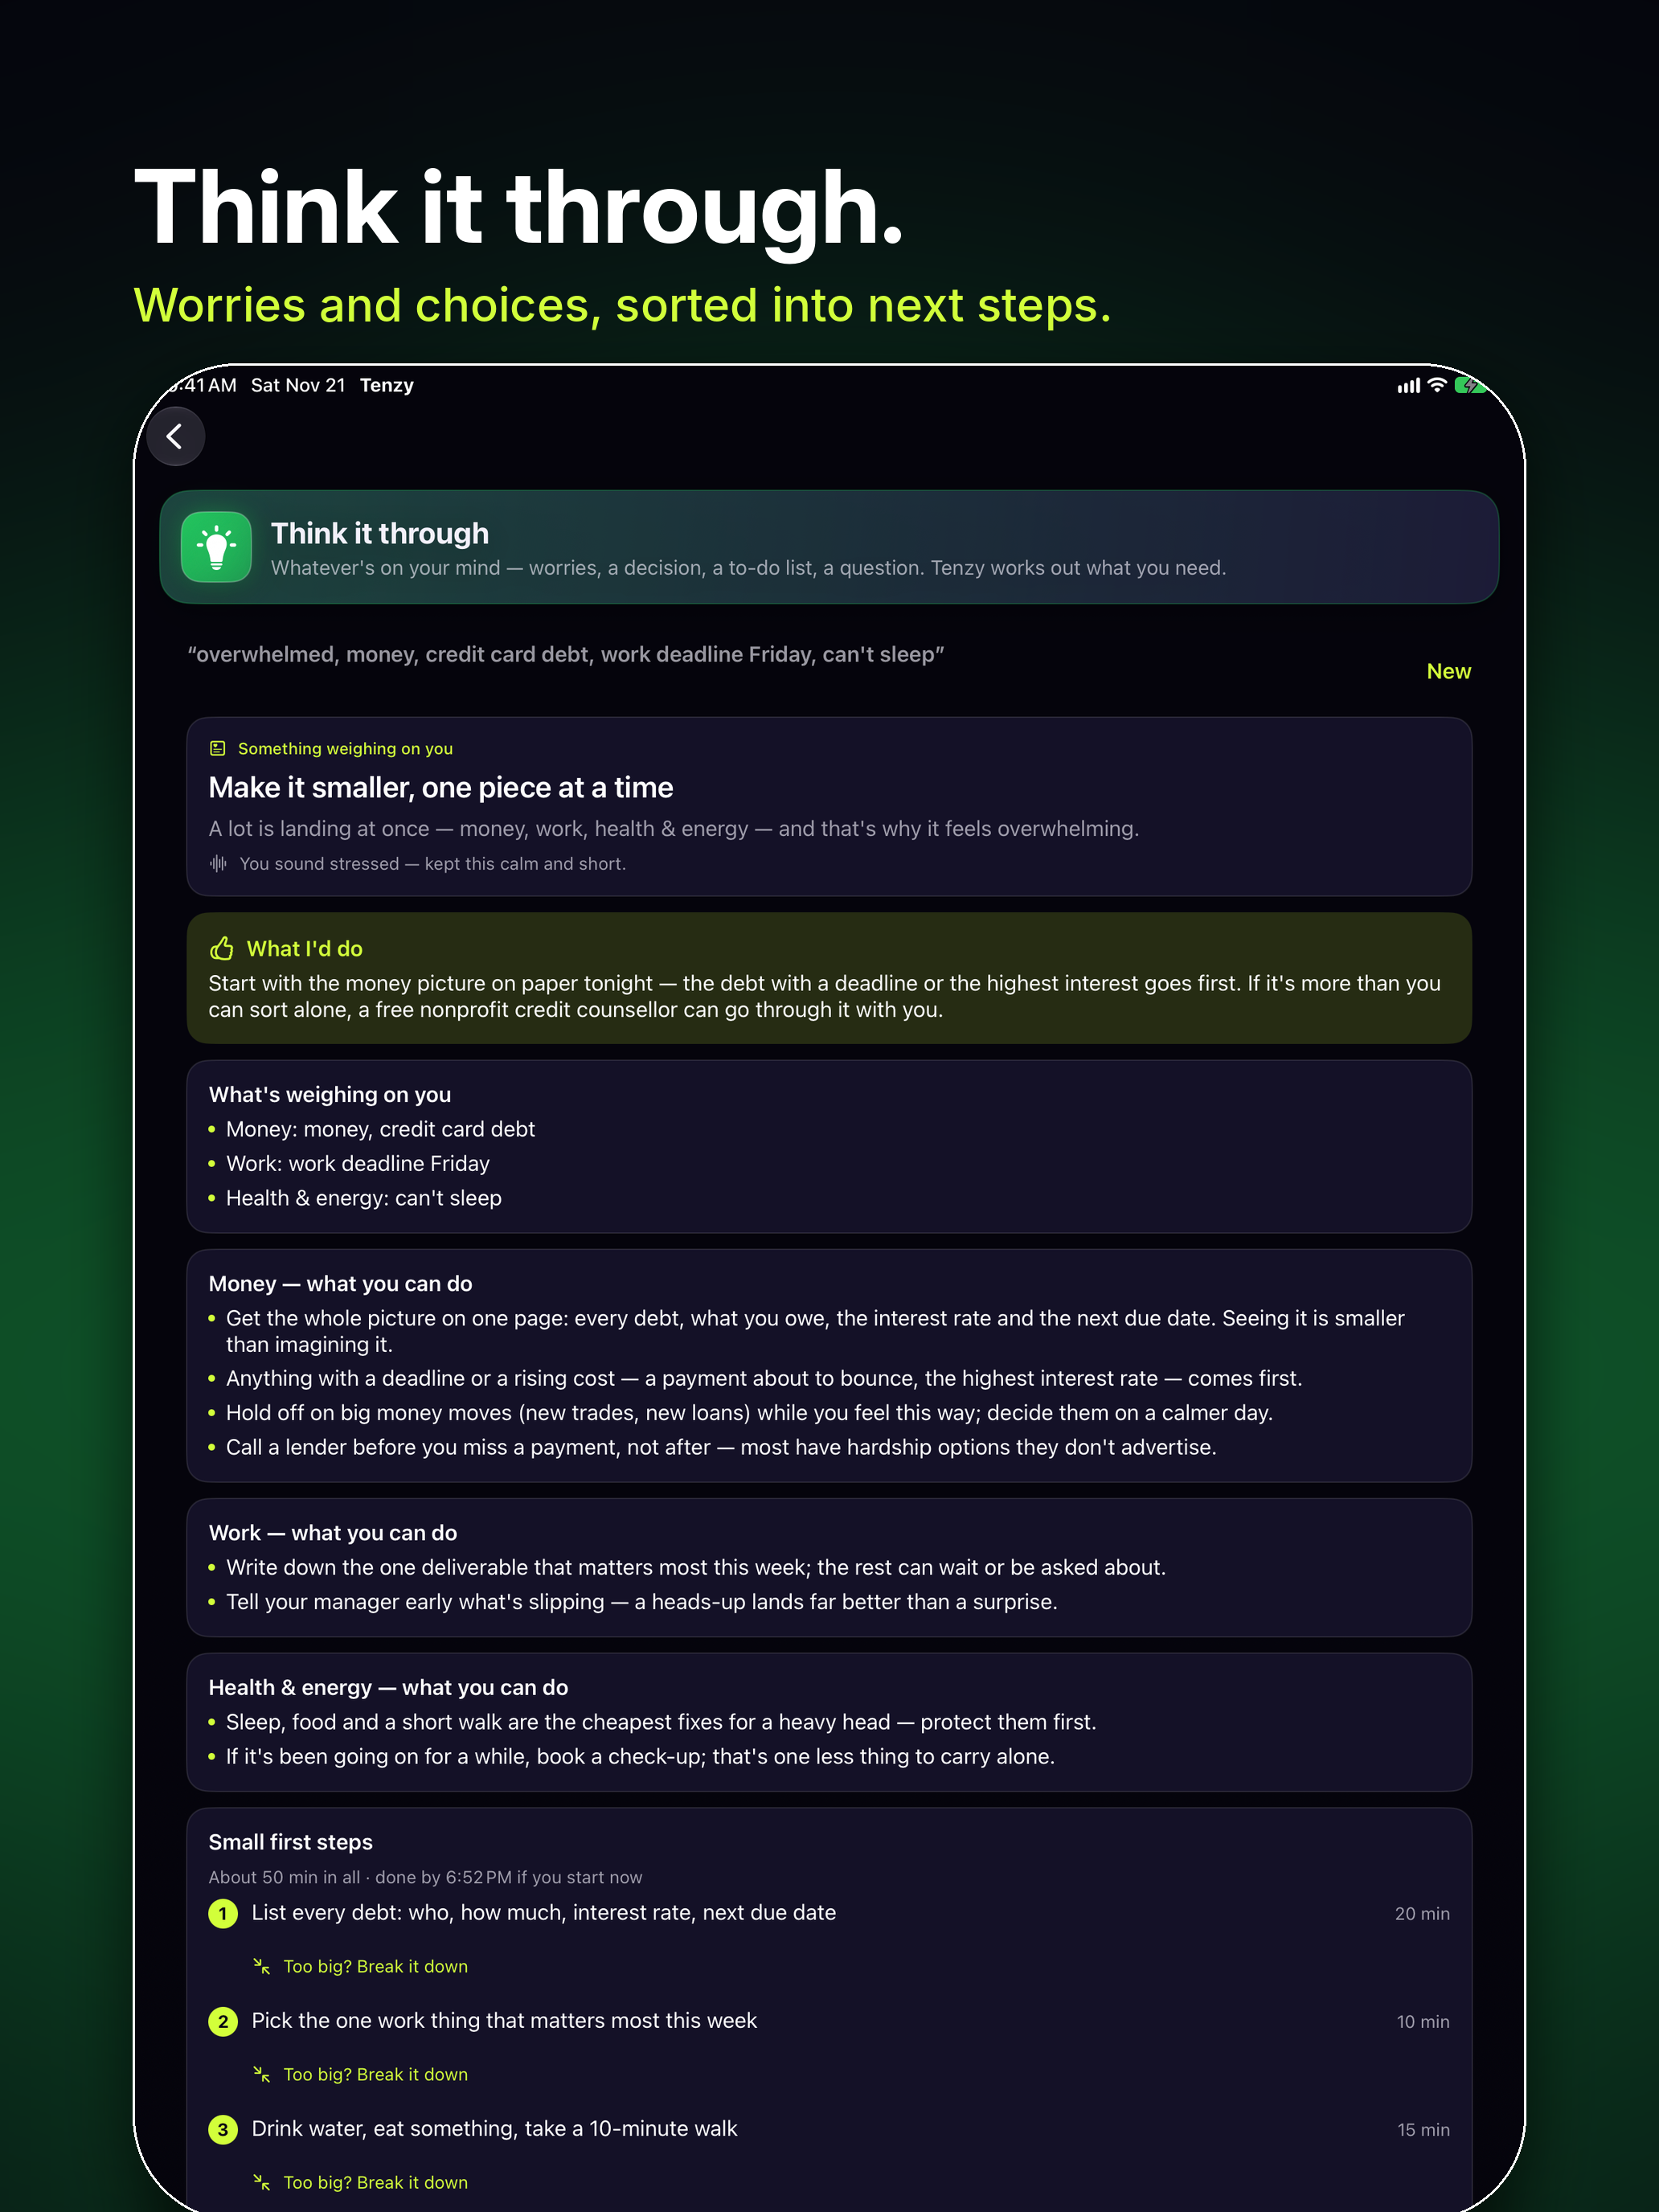 Think it through.
Worries and choices, sorted into next steps.
:41 AM Sat Nov 21 Tenzy
Think it through
Whatever's on your mind — worries, a decision, a to-do list, a question. Tenzy works out what you need.
“overwhelmed, money, credit card debt, work deadline Friday, can't sleep”
New
Something weighing on you
Make it smaller, one piece at a time
A lot is landing at once — money, work, health & energy — and that's why it feels overwhelming.
You sound stressed — kept this calm and short.
What I'd do
Start with the money picture on paper tonight — the debt with a deadline or the highest interest goes first. If it's more than you
can sort alone, a free nonprofit credit counsellor can go through it with you.
What's weighing on you
• Money: money, credit card debt
• Work: work deadline Friday
• Health & energy: can't sleep
Money — what you can do
• Get the whole picture on one page: every debt, what you owe, the interest rate and the next due date. Seeing it is smaller
than imagining it.
• Anything with a deadline or a rising cost — a payment about to bounce, the highest interest rate — comes first.
• Hold off on big money moves (new trades, new loans) while you feel this way; decide them on a calmer day.
• Call a lender before you miss a payment, not after — most have hardship options they don't advertise.
Work — what you can do
• Write down the one deliverable that matters most this week; the rest can wait or be asked about.
• Tell your manager early what's slipping — a heads-up lands far better than a surprise.
Health & energy — what you can do
• Sleep, food and a short walk are the cheapest fixes for a heavy head — protect them first.
• If it's been going on for a while, book a check-up; that's one less thing to carry alone.
Small first steps
About 50 min in all · done by 6:52 PM if you start now
1 List every debt: who, how much, interest rate, next due date 20 min
Too big? Break it down
2 Pick the one work thing that matters most this week 10 min
Too big? Break it down
3 Drink water, eat something, take a 10-minute walk 15 min
Too big? Break it down